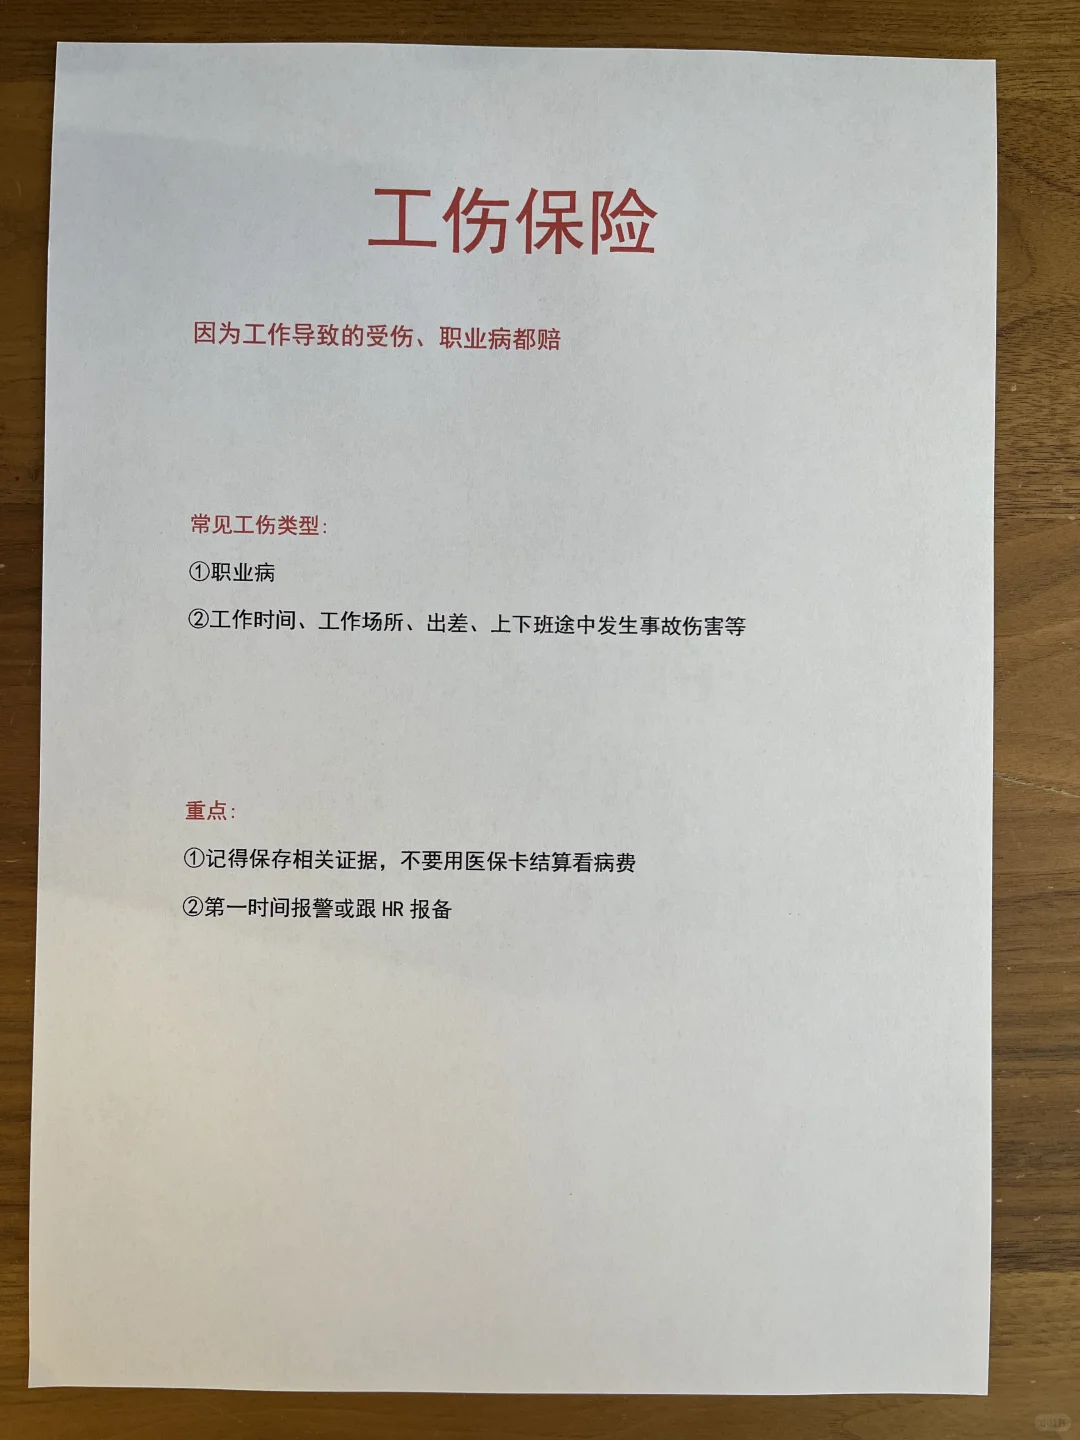 工伤保险
因为工作导致的受伤、职业病都赔
常见工伤类型:
①职业病
②工作时间、工作场所、出差、上下班途中发生事故伤害等
重点:
①记得保存相关证据，不要用医保卡结算看病费
②第一时间报警或跟 HR 报备
小红书